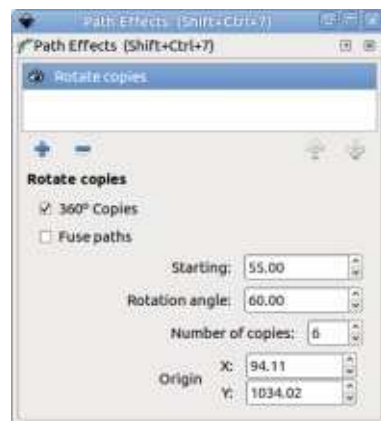 Path Effects (Shift+Ctrl+7)
Path Effects (Shift+Ctrl+7)
Rotate copies
Rotate copies
360° Copies
Fuse paths
Starting: 55.00
Rotation angle: 60.00
Number of copies: 6
Origin X: 94.11
Y: 1034.02